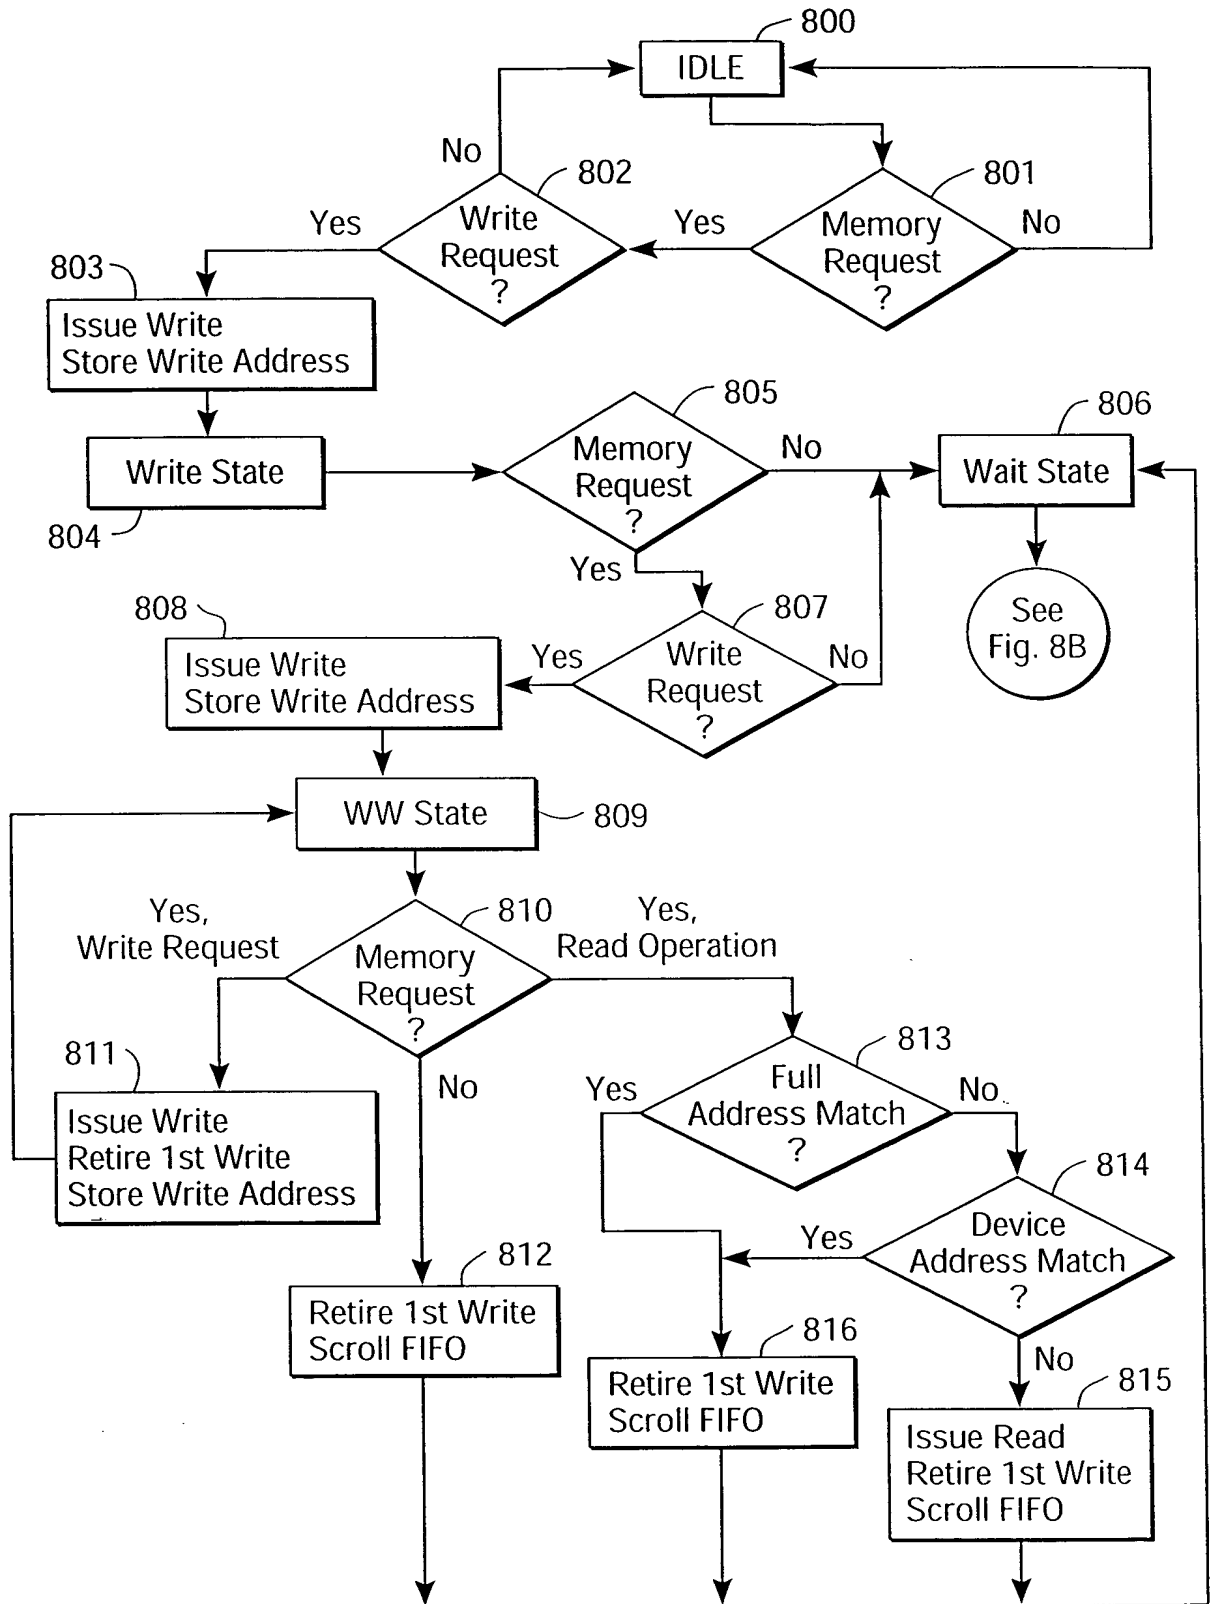 800
IDLE
No
802
801
Yes
Write
Request
?
Yes
Memory
Request
?
No
803
Issue Write
Store Write Address
805
806
Memory
Request
?
No
Write State
Wait State
804
Yes
808
807
See
Fig. 8B
Issue Write
Store Write Address
Yes
Write
Request
?
No
WW State
809
Yes,
Write Request
810
Yes,
Read Operation
Memory
Request
?
813
811
No
Yes
Full
Address Match
?
No
Issue Write
Retire 1st Write
Store Write Address
814
Yes
Device
Address Match
?
812
Retire 1st Write
Scroll FIFO
816
No
Retire 1st Write
Scroll FIFO
815
Issue Read
Retire 1st Write
Scroll FIFO